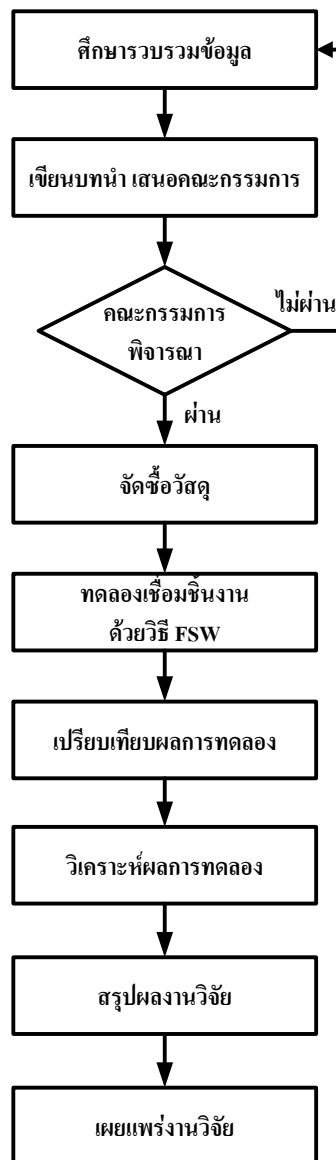 ศึกษารวบรวมข้อมูล
เขียนบทนำ เสนอคณะกรรมการ
คณะกรรมการ
พิจารณา
ไม่ผ่าน
ผ่าน
จัดซื้อวัสดุ
ทดลองเชื่อมชิ้นงาน
ด้วยวิธี FSW
เปรียบเทียบผลการทดลอง
วิเคราะห์ผลการทดลอง
สรุปผลงานวิจัย
เผยแพร่งานวิจัย